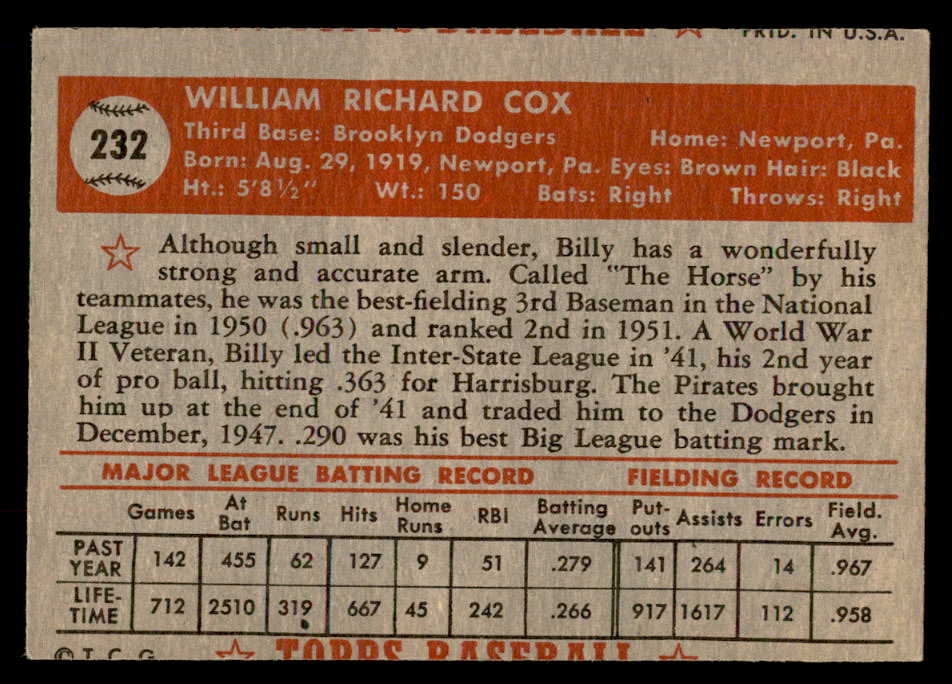 TOPPS BASEBALL PRTD. IN U.S.A.
232
WILLIAM RICHARD COX
Third Base: Brooklyn Dodgers Home: Newport, Pa.
Born: Aug. 29, 1919, Newport, Pa. Eyes: Brown Hair: Black
Ht.: 5'8½" Wt.: 150 Bats: Right Throws: Right
Although small and slender, Billy has a wonderfully
strong and accurate arm. Called "The Horse" by his
teammates, he was the best-fielding 3rd Baseman in the National
League in 1950 (.963) and ranked 2nd in 1951. A World War
II Veteran, Billy led the Inter-State League in '41, his 2nd year
of pro ball, hitting .363 for Harrisburg. The Pirates brought
him up at the end of '41 and traded him to the Dodgers in
December, 1947. .290 was his best Big League batting mark.
MAJOR LEAGUE BATTING RECORD FIELDING RECORD
Games At Bat Runs Hits Home Runs RBI Batting Average Put-outs Assists Errors Field. Avg.
PAST YEAR 142 455 62 127 9 51 .279 141 264 14 .967
LIFE-TIME 712 2510 319 667 45 242 .266 917 1617 112 .958
© T. C. G. TOPPS BASEBALL